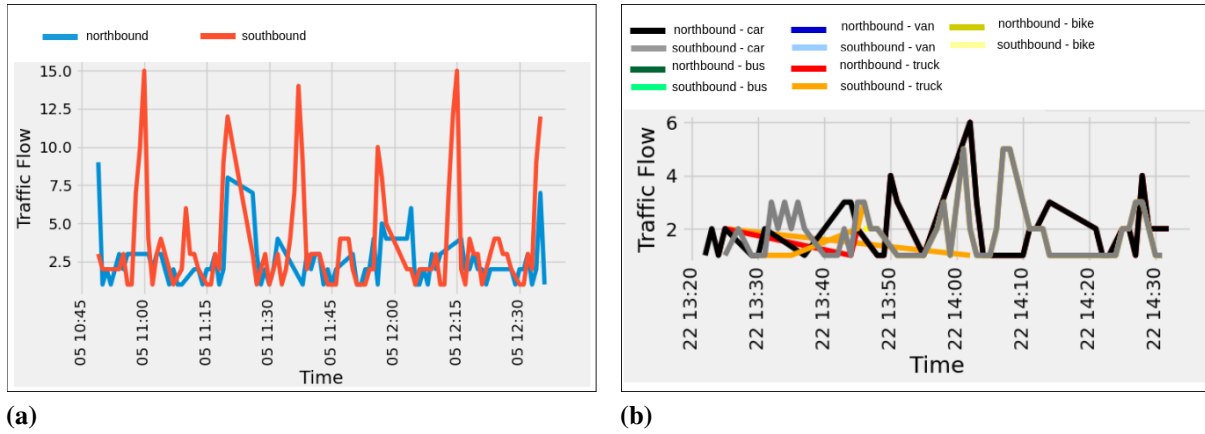 northbound
southbound
15.0
12.5
10.0
7.5
5.0
2.5
Traffic Flow
05 10:45
05 11:00
05 11:15
05 11:30
05 11:45
05 12:00
05 12:15
05 12:30
Time
(a)
northbound - car
southbound - car
northbound - bus
southbound - bus
northbound - van
southbound - van
northbound - truck
southbound - truck
northbound - bike
southbound - bike
6
4
2
Traffic Flow
22 13:20
22 13:30
22 13:40
22 13:50
22 14:00
22 14:10
22 14:20
22 14:30
Time
(b)